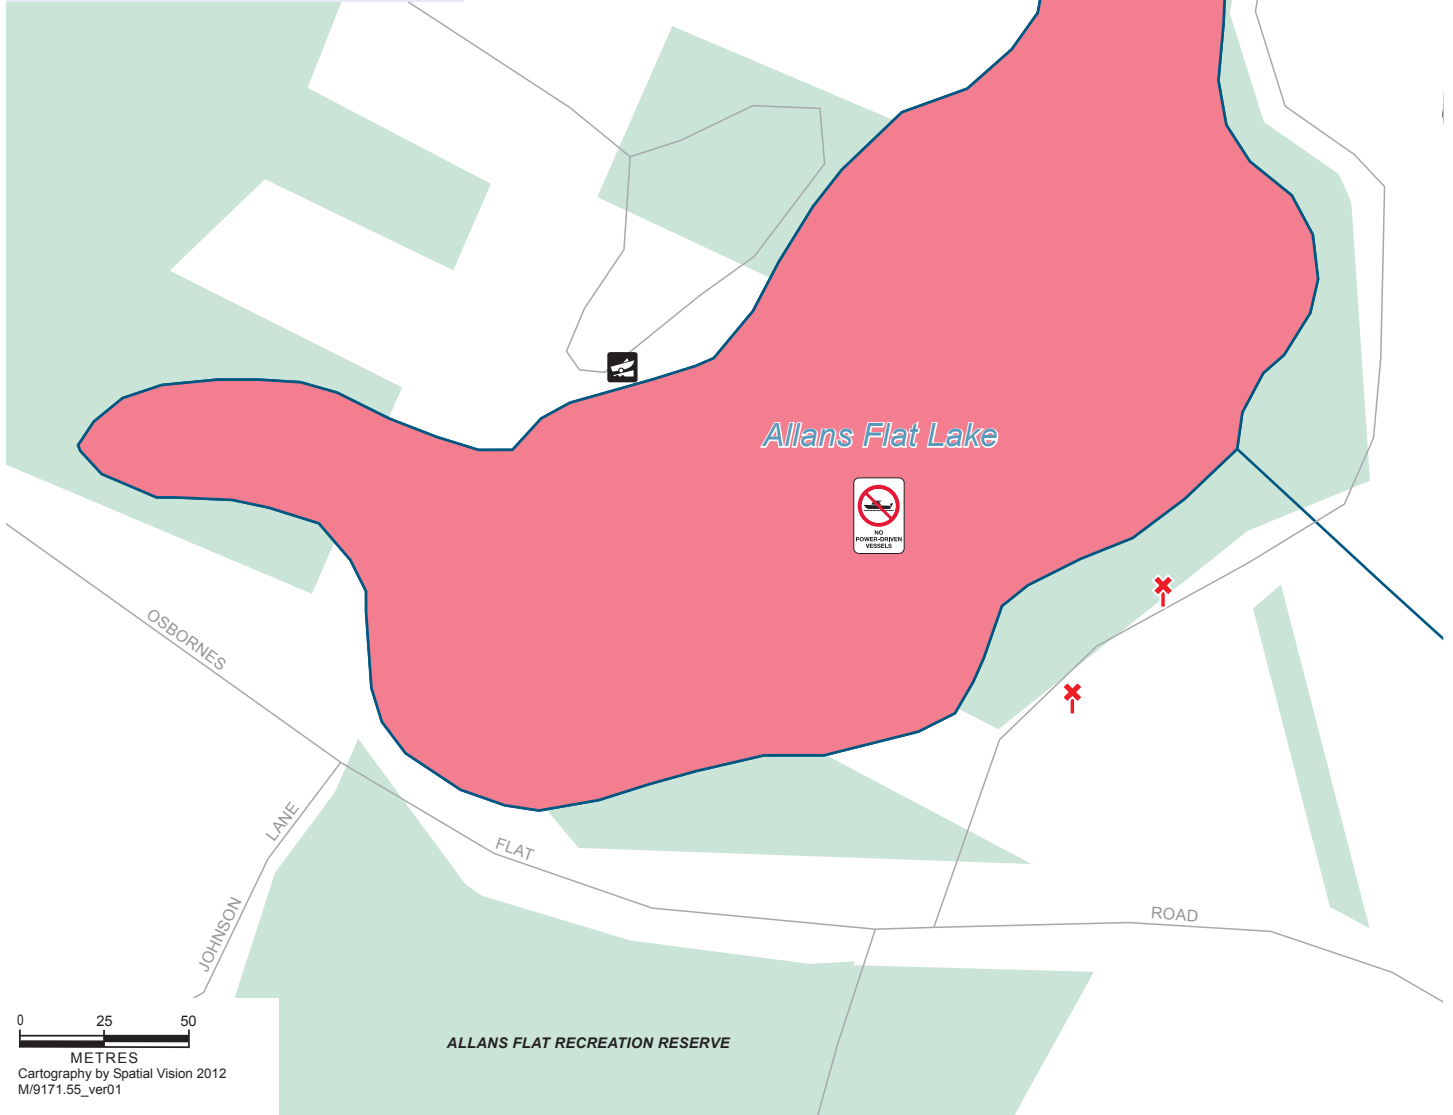 Allans Flat Lake
NO
POWER-DRIVEN
VESSELS
OSBORNES
LANE
FLAT
JOHNSON
ROAD
0 25 50
METRES
Cartography by Spatial Vision 2012
M/9171.55_ver01
ALLANS FLAT RECREATION RESERVE